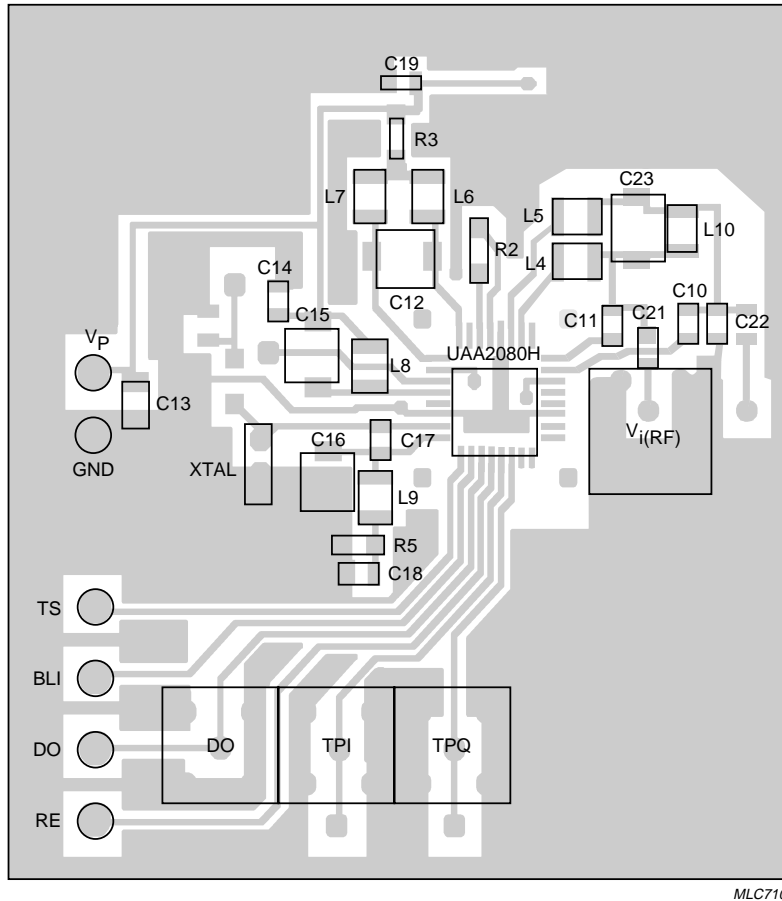 C19
R3
L7
L6
C23
L5
L10
R2
L4
C14
C12
C15
C10
C11
C21
C22
UAA2080H
VP
L8
C13
Vi(RF)
GND
C16
C17
XTAL
L9
R5
C18
TS
BLI
DO
DO
TPI
TPQ
RE